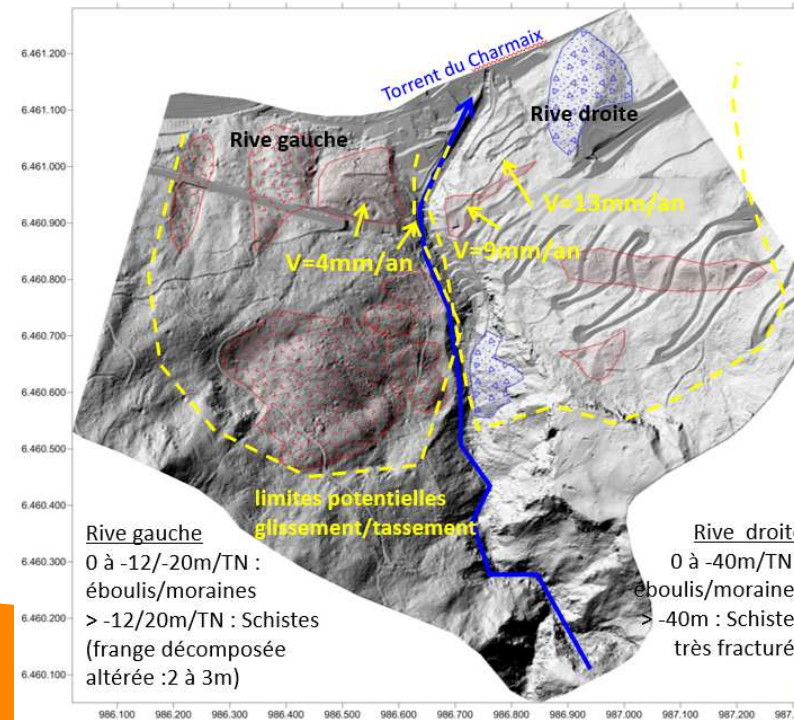 6.461.200
6.461.100
6.461.000
6.460.900
6.460.800
6.460.700
6.460.600
6.460.500
6.460.400
6.460.300
6.460.200
6.460.100
Torrent du Charmaix
Rive gauche
Rive droite
V=13mm/an
V=4mm/an
V=9mm/an
limites potentielles
glissement/tassement
Rive gauche
0 à -12/-20m/TN :
éboulis/moraines
> -12/20m/TN : Schistes
(frange décomposée
altérée :2 à 3m)
Rive droite
0 à -40m/TN
éboulis/moraine
> -40m : Schiste
très fracturé
986.100 986.200 986.300 986.400 986.500 986.600 986.700 986.800 986.900 987.000 987.100 987.200 987.